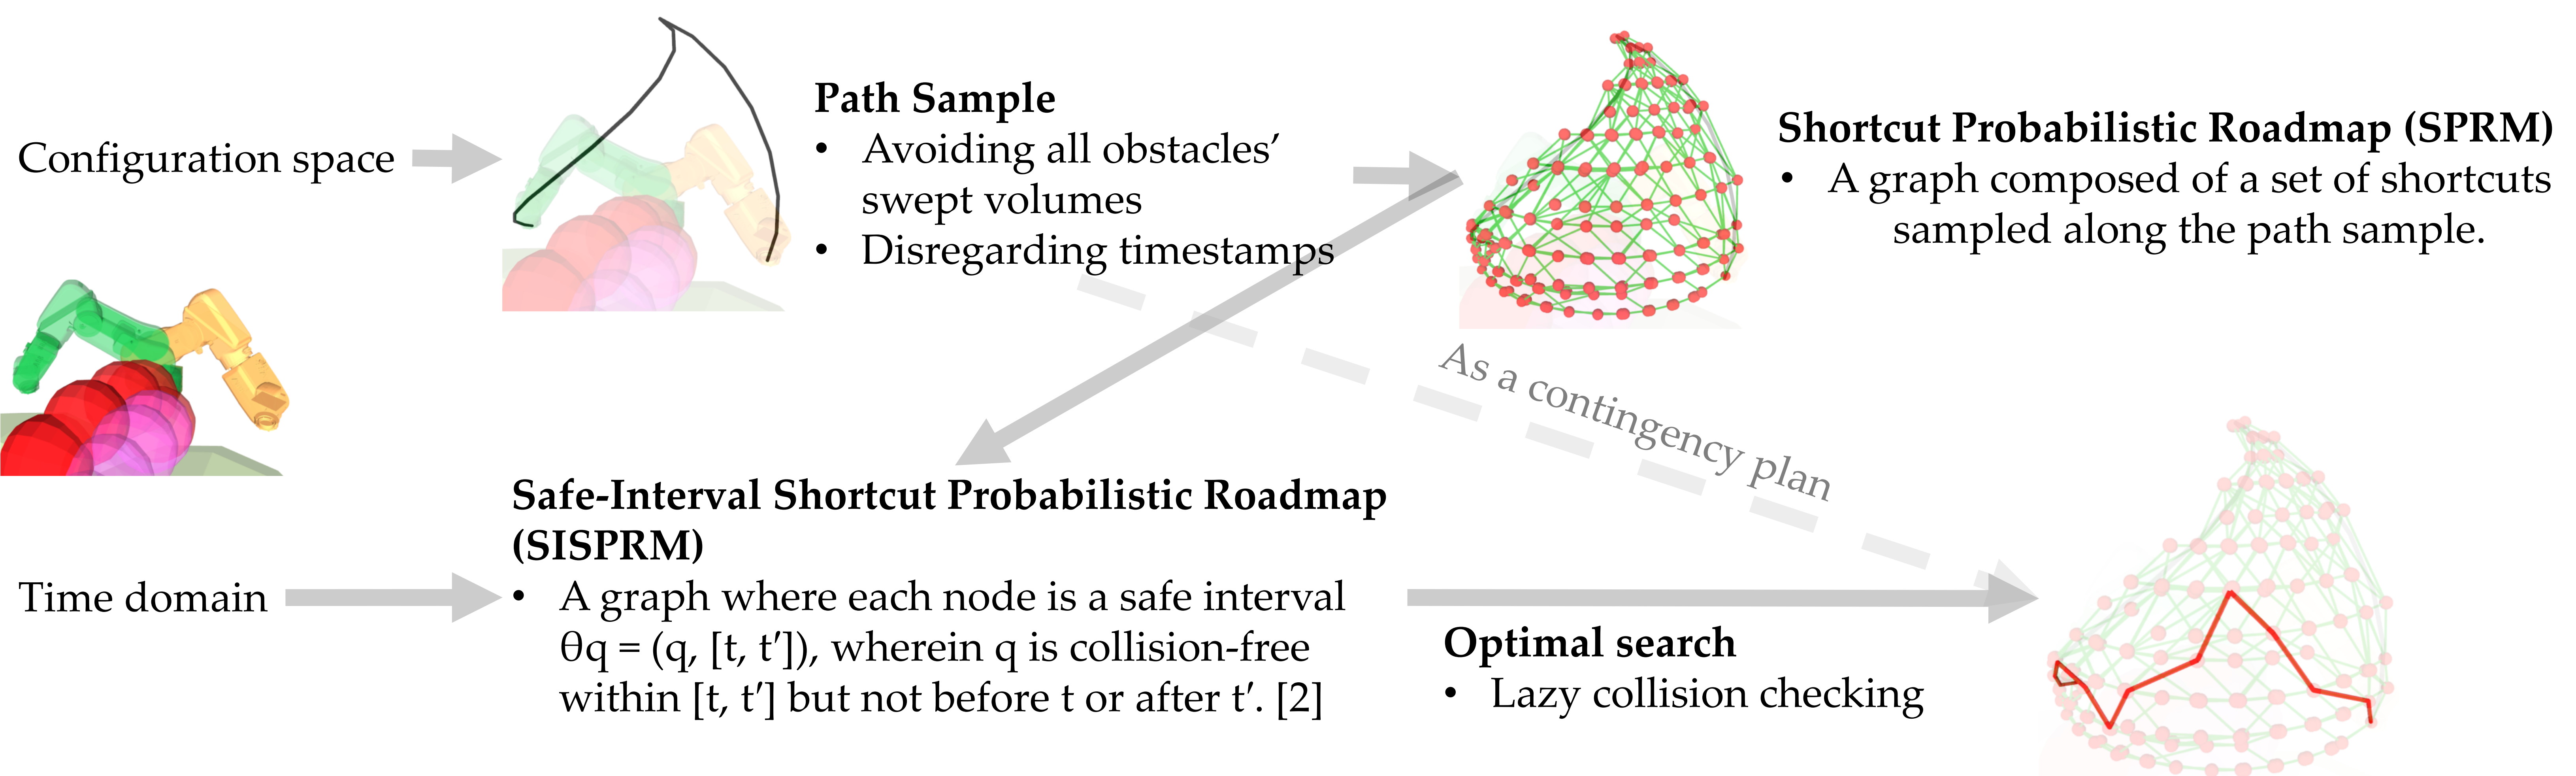 Configuration space
Path Sample
• Avoiding all obstacles’
swept volumes
• Disregarding timestamps
Shortcut Probabilistic Roadmap (SPRM)
• A graph composed of a set of shortcuts
sampled along the path sample.
As a contingency plan
Time domain
Safe-Interval Shortcut Probabilistic Roadmap
(SISPRM)
• A graph where each node is a safe interval
θq = (q, [t, t′]), wherein q is collision-free
within [t, t′] but not before t or after t′. [2]
Optimal search
• Lazy collision checking